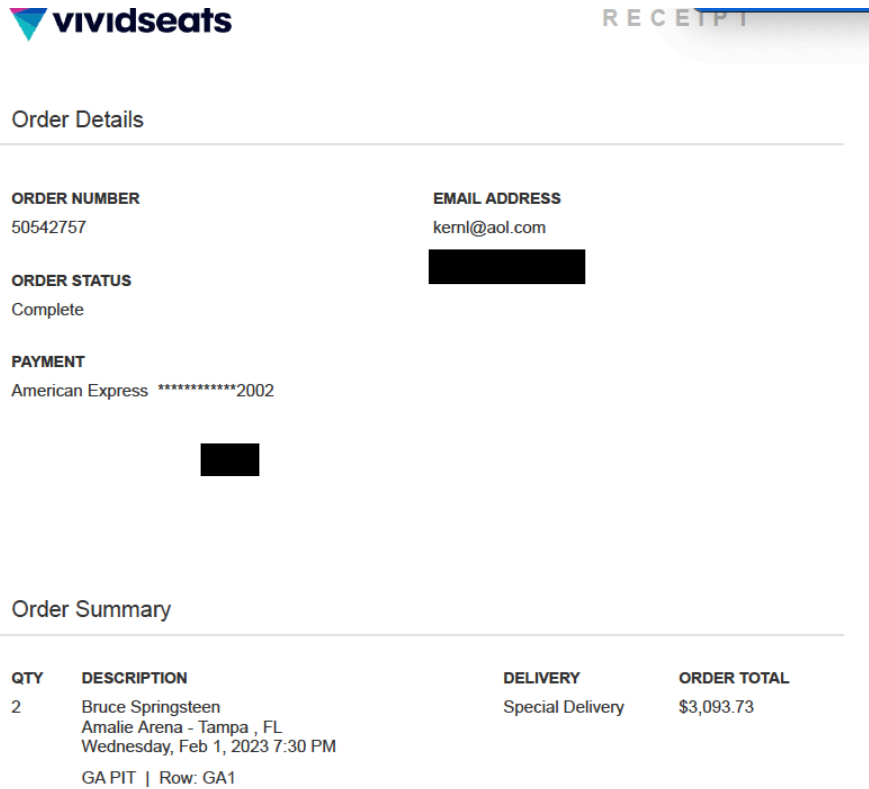 vividseats
RECEIPT
Order Details
ORDER NUMBER
EMAIL ADDRESS
50542757
kernl@aol.com
ORDER STATUS
Complete
PAYMENT
American Express ************2002
Order Summary
QTY DESCRIPTION DELIVERY ORDER TOTAL
2 Bruce Springsteen Special Delivery $3,093.73
Amalie Arena - Tampa , FL
Wednesday, Feb 1, 2023 7:30 PM
GA PIT | Row: GA1